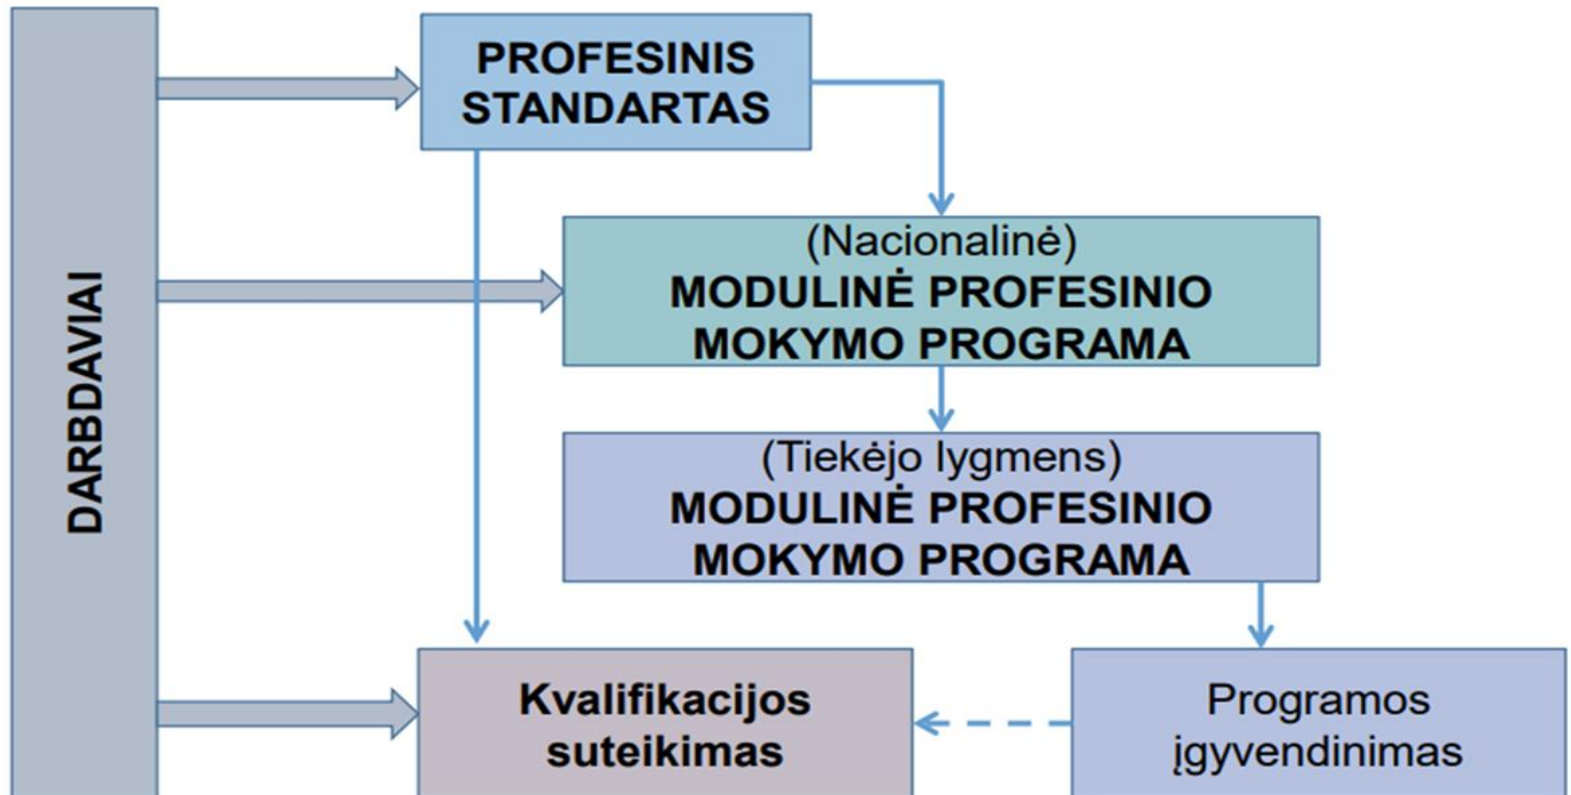 DARBDAVIAI
PROFESINIS
STANDARTAS
(Nacionalinė)
MODULINĖ PROFESINIO
MOKYMO PROGRAMA
(Tiekėjo lygmens)
MODULINĖ PROFESINIO
MOKYMO PROGRAMA
Kvalifikacijos
suteikimas
Programos
įgyvendinimas